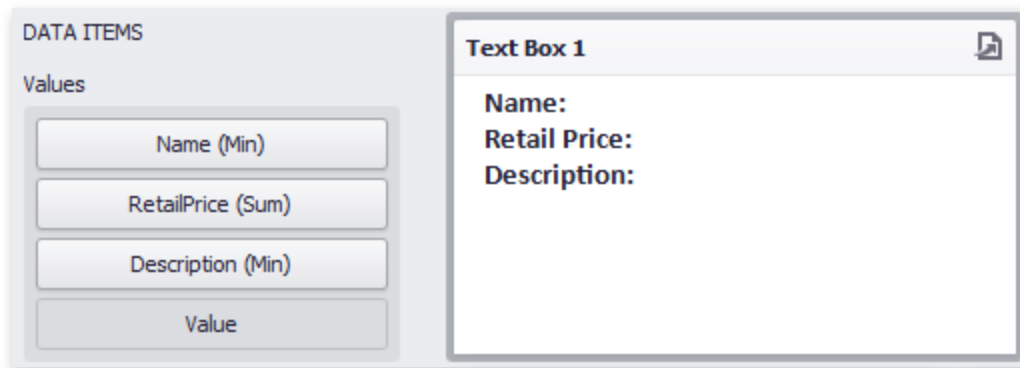 DATA ITEMS
Values
Name (Min)
RetailPrice (Sum)
Description (Min)
Value
Text Box 1
Name:
Retail Price:
Description: